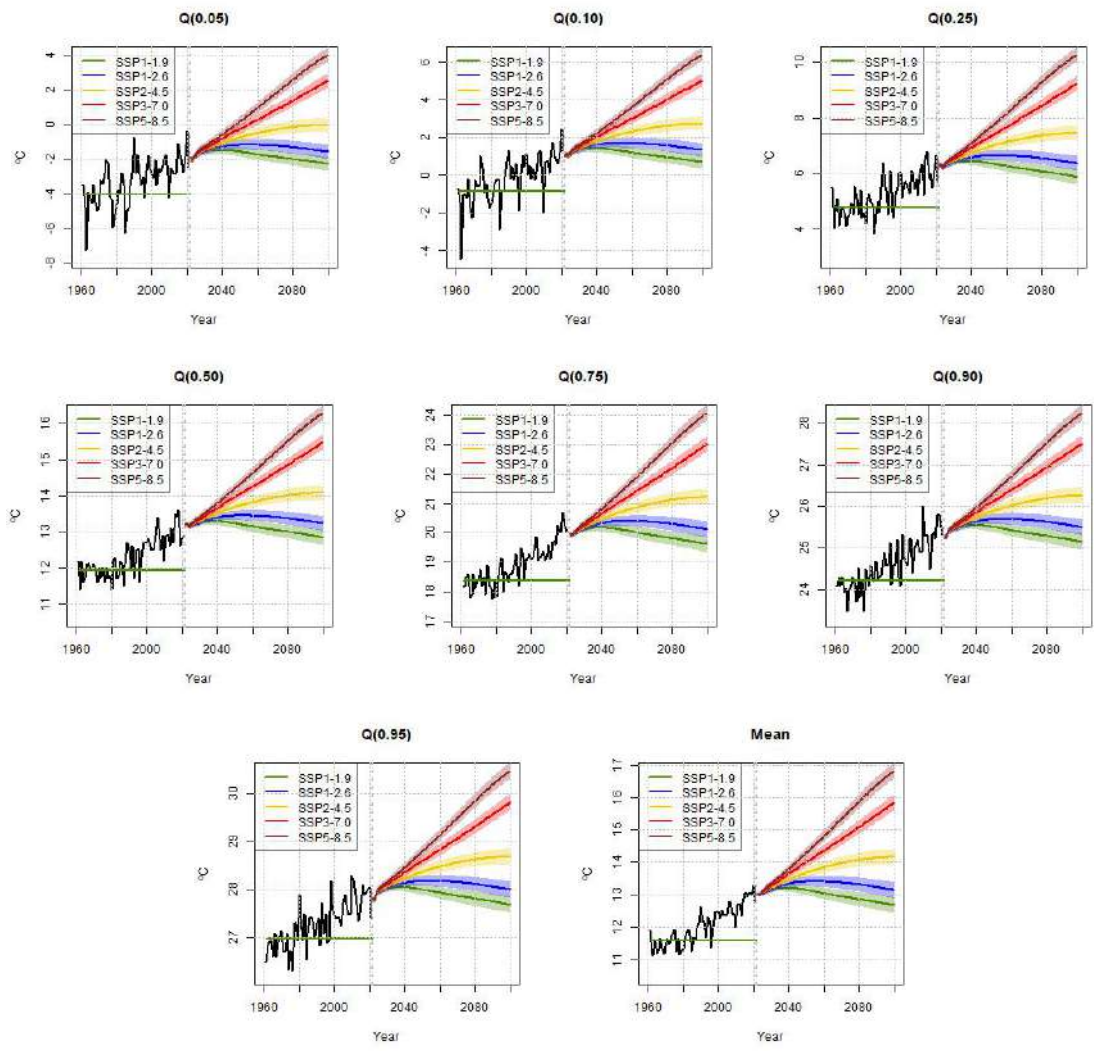 Q(0.05)
SSP1-1.9
SSP1-2.6
SSP2-4.5
SSP3-7.0
SSP5-8.5
4
2
0
-2
-4
-6
-8
ºC
1960 2000 2040 2080
Year
Q(0.10)
SSP1-1.9
SSP1-2.6
SSP2-4.5
SSP3-7.0
SSP5-8.5
6
4
2
0
-2
-4
ºC
1960 2000 2040 2080
Year
Q(0.25)
SSP1-1.9
SSP1-2.6
SSP2-4.5
SSP3-7.0
SSP5-8.5
10
8
6
4
ºC
1960 2000 2040 2080
Year
Q(0.50)
SSP1-1.9
SSP1-2.6
SSP2-4.5
SSP3-7.0
SSP5-8.5
16
15
14
13
12
11
ºC
1960 2000 2040 2080
Year
Q(0.75)
SSP1-1.9
SSP1-2.6
SSP2-4.5
SSP3-7.0
SSP5-8.5
24
23
22
21
20
19
18
17
ºC
1960 2000 2040 2080
Year
Q(0.90)
SSP1-1.9
SSP1-2.6
SSP2-4.5
SSP3-7.0
SSP5-8.5
28
27
26
25
24
ºC
1960 2000 2040 2080
Year
Q(0.95)
SSP1-1.9
SSP1-2.6
SSP2-4.5
SSP3-7.0
SSP5-8.5
30
29
28
27
ºC
1960 2000 2040 2080
Year
Mean
SSP1-1.9
SSP1-2.6
SSP2-4.5
SSP3-7.0
SSP5-8.5
17
16
15
14
13
12
11
ºC
1960 2000 2040 2080
Year